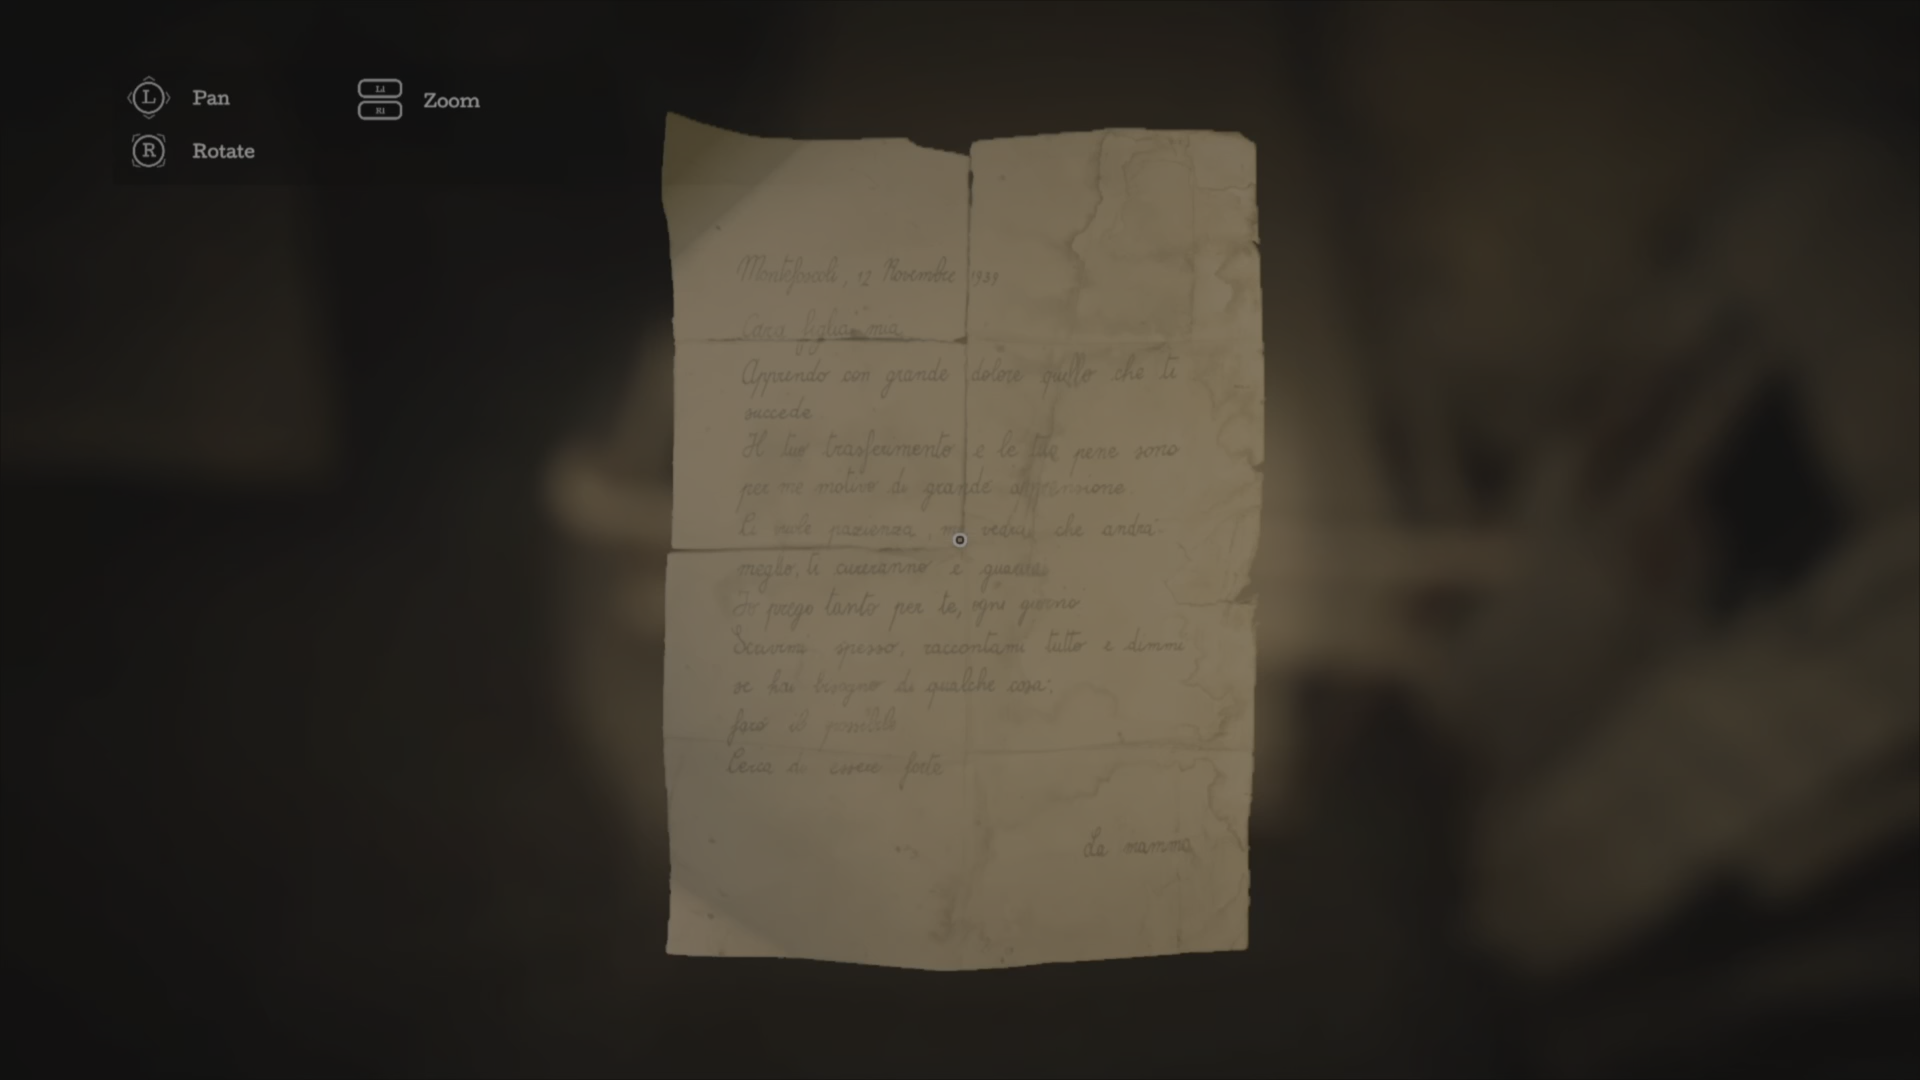 Pan
Zoom
Rotate
Montefoscoli, 12 Novembre 1939
Cara figlia mia
Apprendo con grande dolore quello che ti
succede
Il tuo trasferimento e le tue pene sono
per me motivo di grande apprensione
Ci vuole pazienza, ma vedrai che andrà
meglio, ti cureranno e
Io prego tanto per te, ogni giorno
Scrivimi spesso, raccontami tutto e dimmi
se hai bisogno di qualche cosa;
farò il possibile
Cerca di essere forte
La mamma